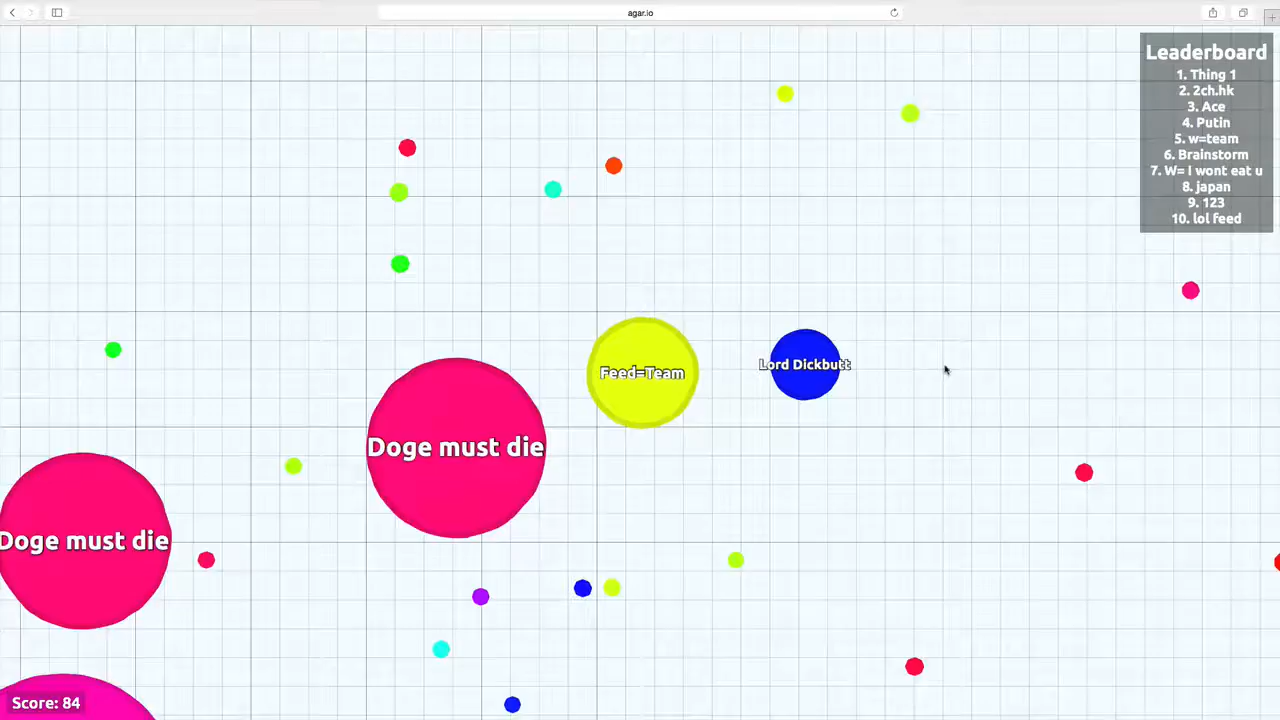 agar.io
Leaderboard
1. Thing 1
2. 2ch.hk
3. Ace
4. Putin
5. w=team
6. Brainstorm
7. W= I wont eat u
8. japan
9. 123
10. lol feed
Feed=Team
Lord Dickbutt
Doge must die
Doge must die
Score: 84